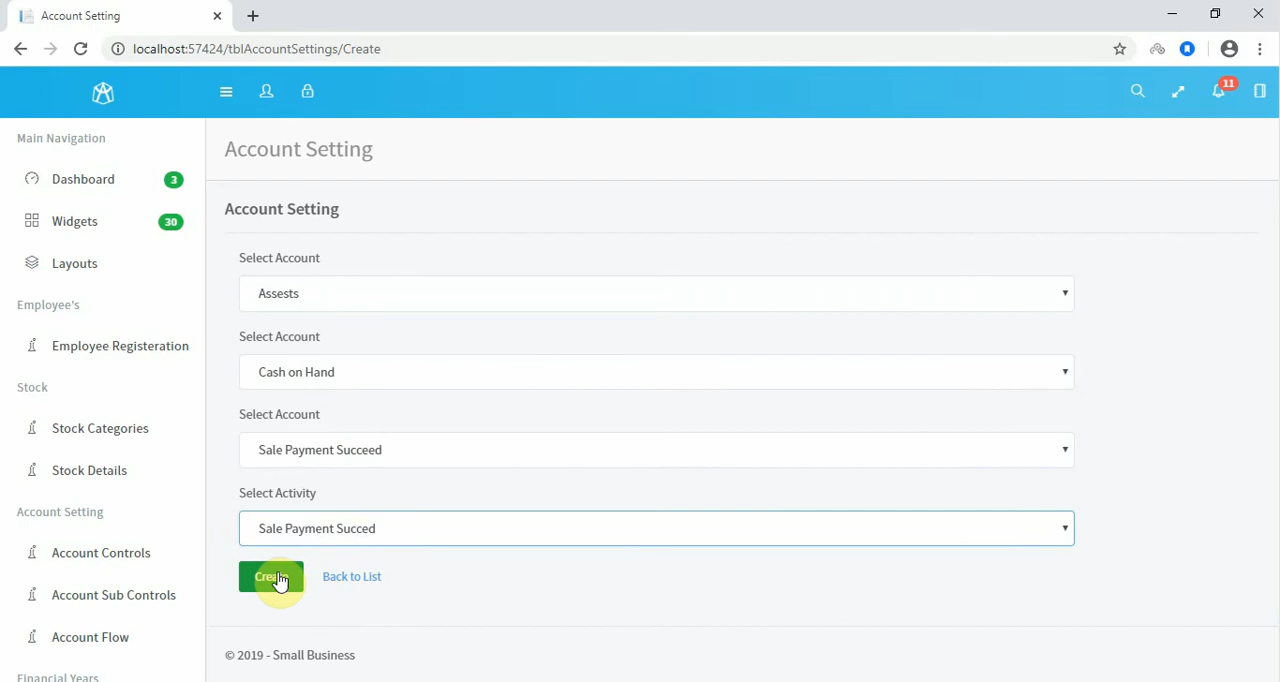 Account Setting
localhost:57424/tblAccountSettings/Create
11
Main Navigation
Dashboard 3
Widgets 30
Layouts
Employee's
Employee Registeration
Stock
Stock Categories
Stock Details
Account Setting
Account Controls
Account Sub Controls
Account Flow
Financial Years
Account Setting
Account Setting
Select Account
Assests
Select Account
Cash on Hand
Select Account
Sale Payment Succeed
Select Activity
Sale Payment Succed
Create Back to List
© 2019 - Small Business